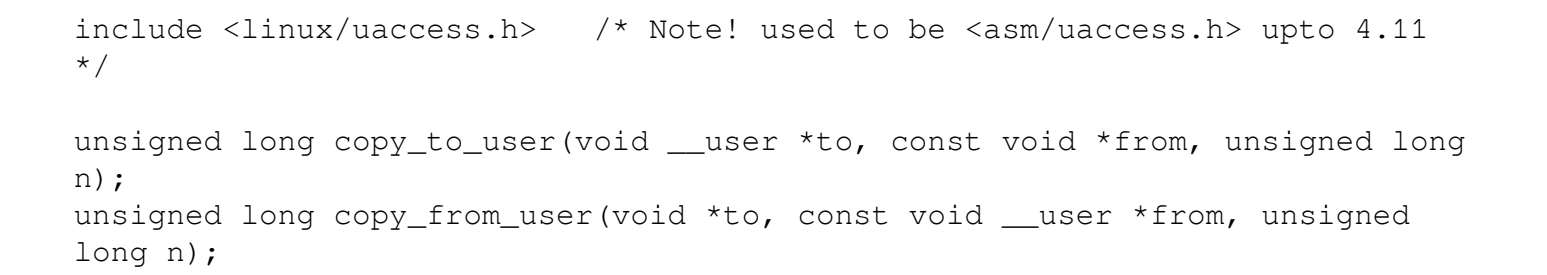 include <linux/uaccess.h>   /* Note! used to be <asm/uaccess.h> upto 4.11
*/
unsigned long copy_to_user(void __user *to, const void *from, unsigned long
n);
unsigned long copy_from_user(void *to, const void __user *from, unsigned
long n);